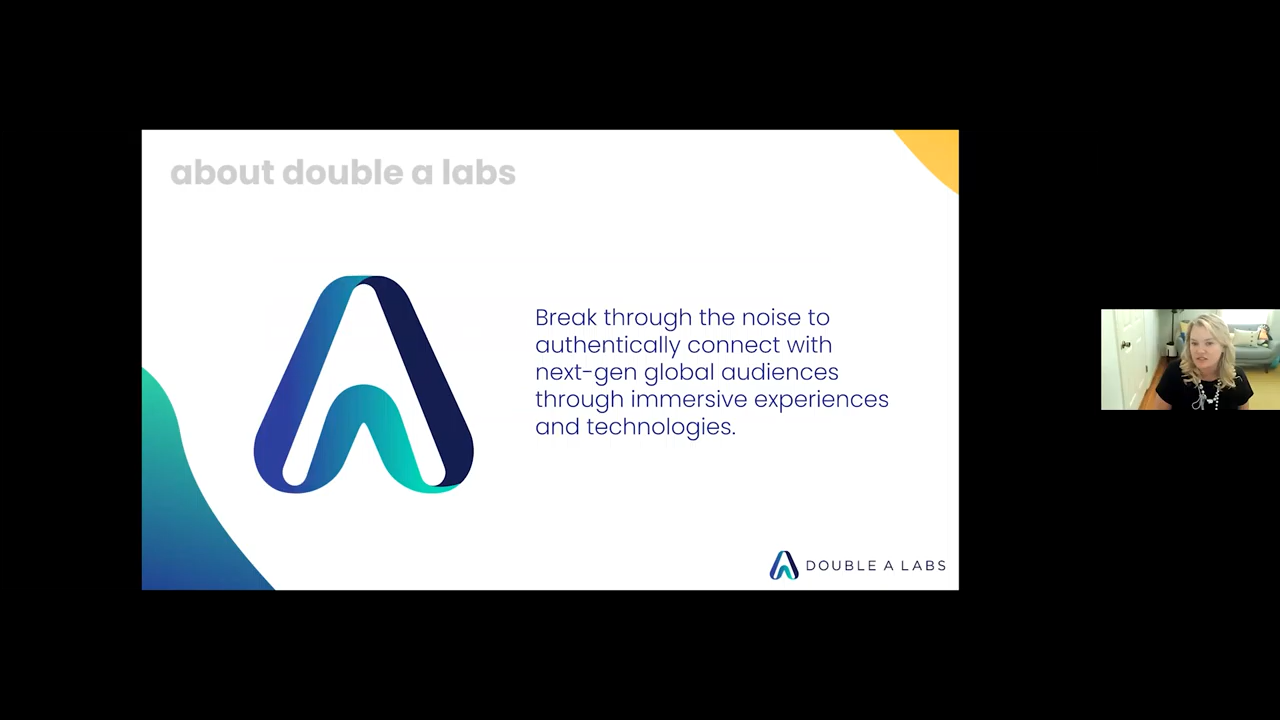 about double a labs
Break through the noise to
authentically connect with
next-gen global audiences
through immersive experiences
and technologies.
DOUBLE A LABS